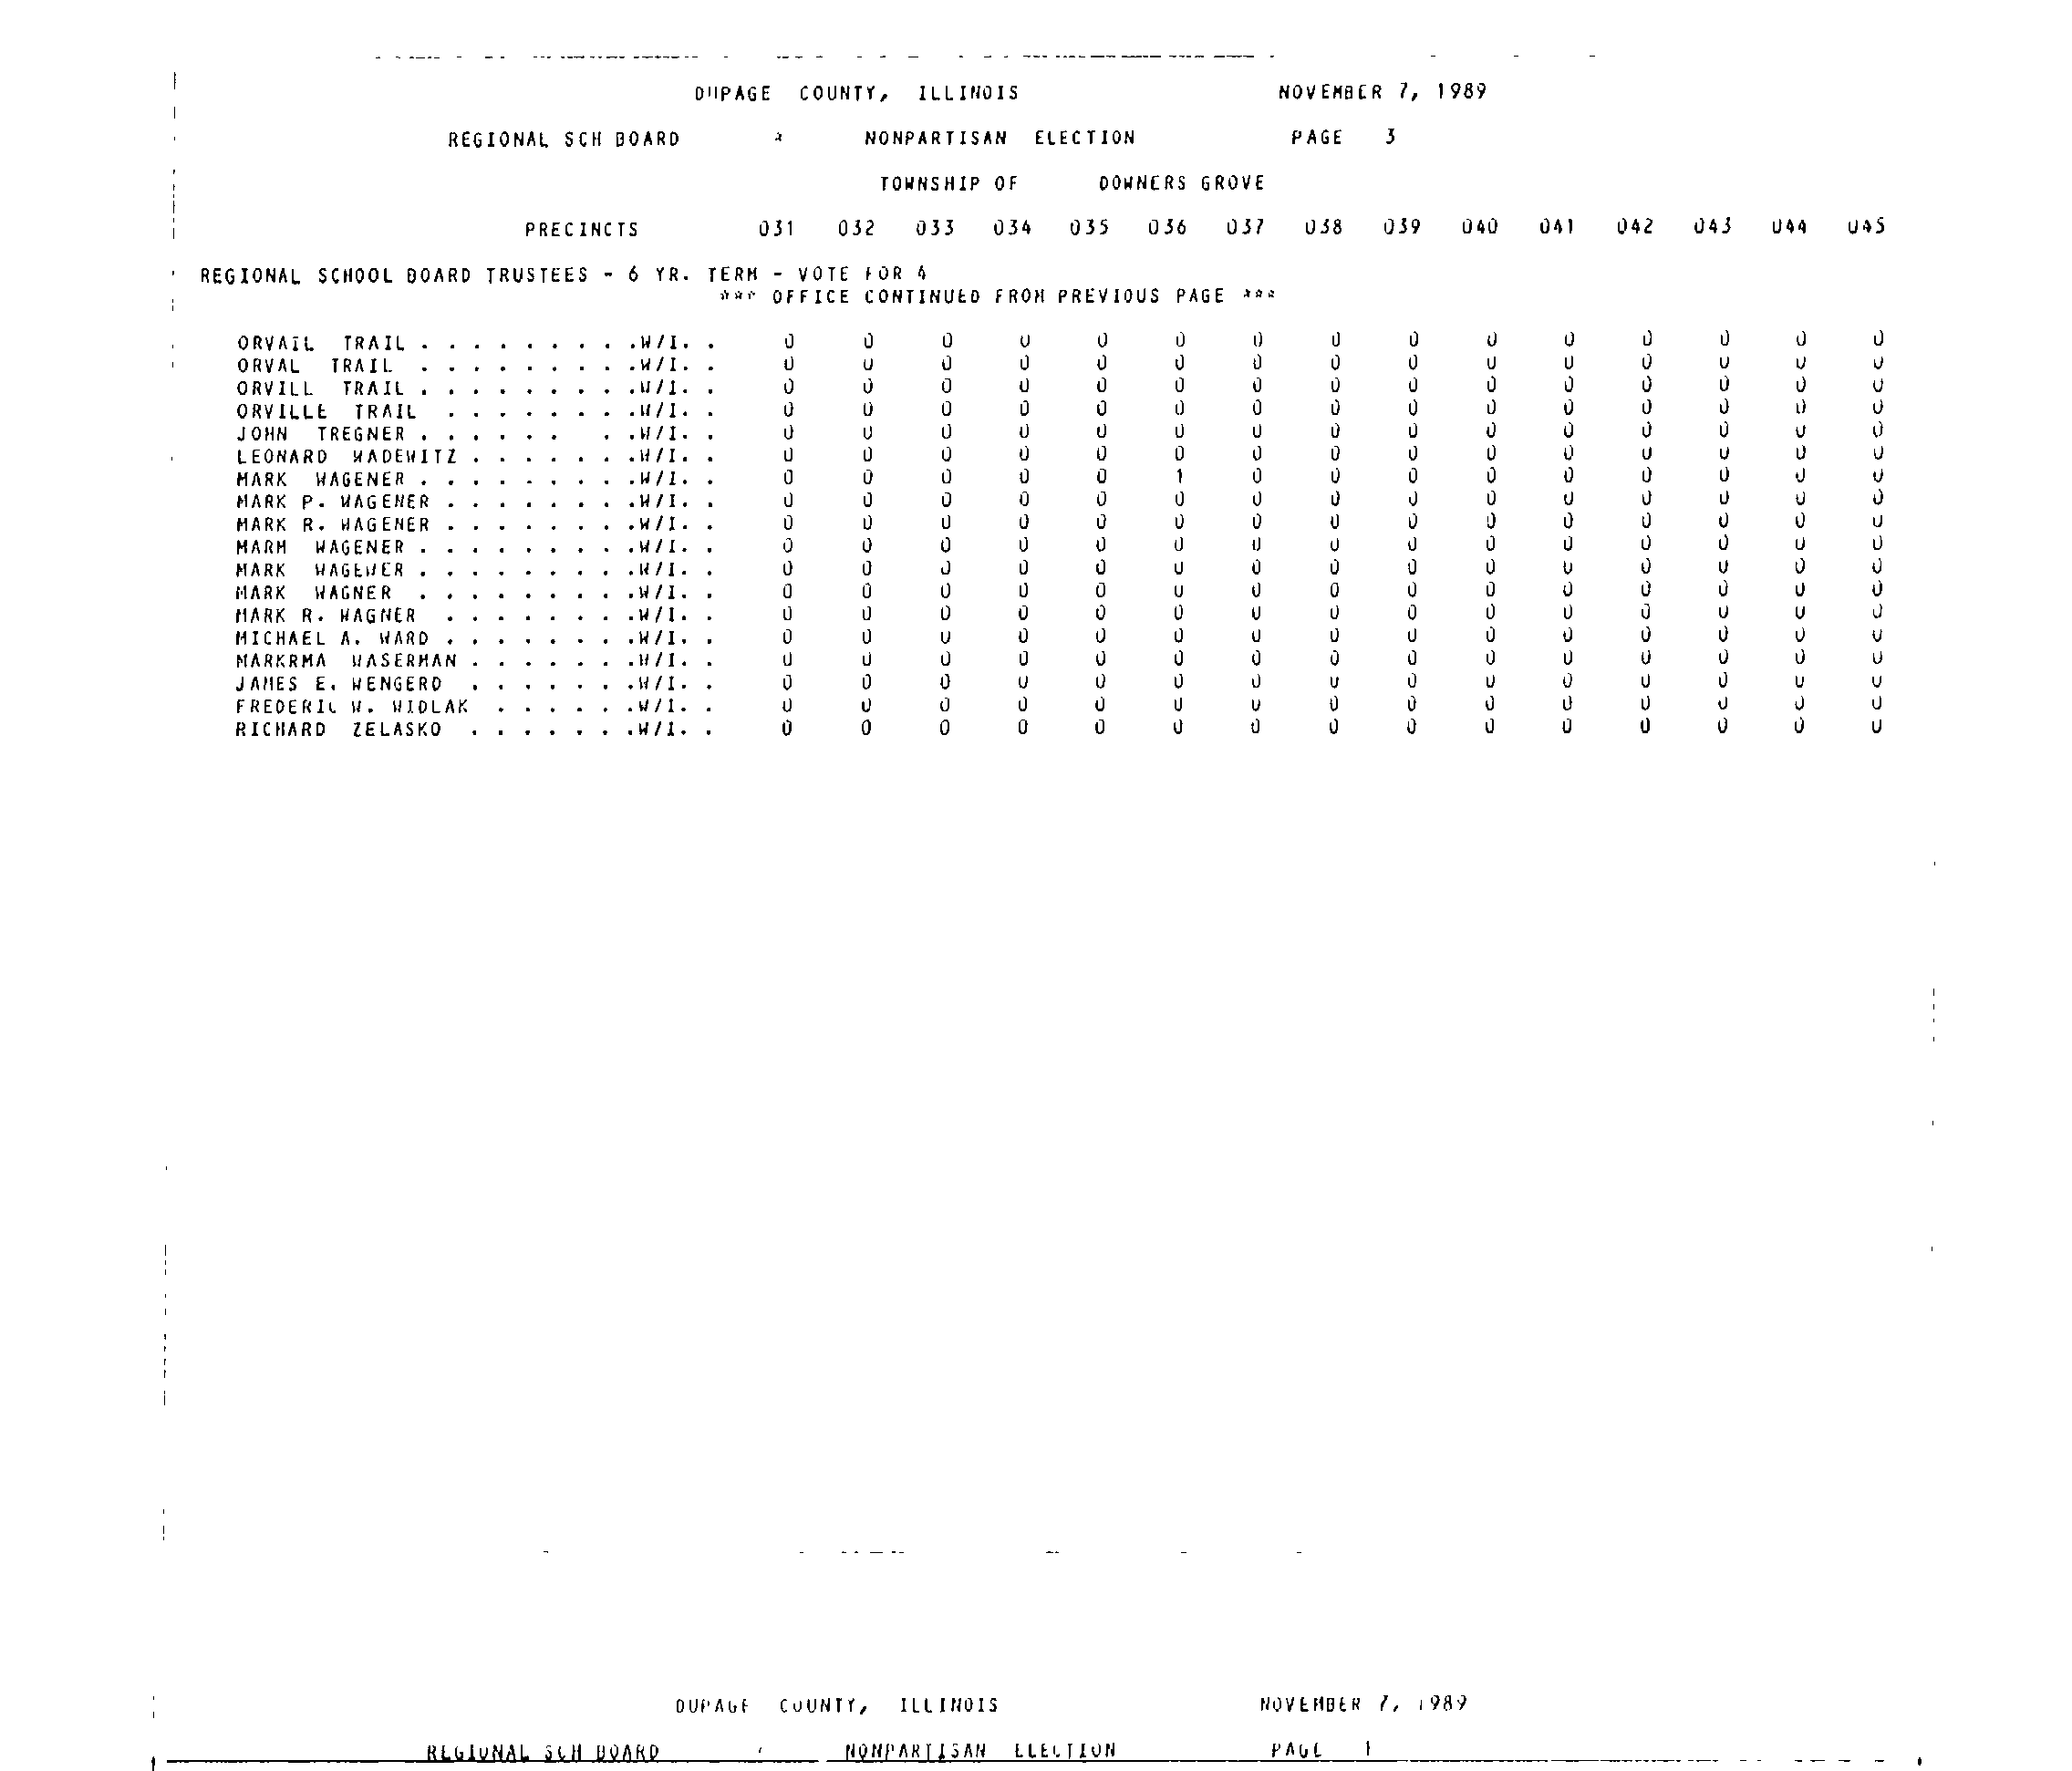 DUPAGE COUNTY, ILLINOIS NOVEMBER 7, 1989
REGIONAL SCH BOARD * NONPARTISAN ELECTION PAGE 3
TOWNSHIP OF DOWNERS GROVE
PRECINCTS 031 032 033 034 035 036 037 038 039 040 041 042 043 044 045
REGIONAL SCHOOL BOARD TRUSTEES - 6 YR. TERM - VOTE FOR 4
*** OFFICE CONTINUED FROM PREVIOUS PAGE ***
ORVAIL TRAIL . . . . . . . . .W/I. . 0 0 0 0 0 0 0 0 0 0 0 0 0 0 0
ORVAL TRAIL . . . . . . . . .W/I. . 0 0 0 0 0 0 0 0 0 0 0 0 0 0 0
ORVILL TRAIL . . . . . . . . .W/I. . 0 0 0 0 0 0 0 0 0 0 0 0 0 0 0
ORVILLE TRAIL . . . . . . . .W/I. . 0 0 0 0 0 0 0 0 0 0 0 0 0 0 0
JOHN TREGNER . . . . . . . .W/I. . 0 0 0 0 0 0 0 0 0 0 0 0 0 0 0
LEONARD WADEWITZ . . . . . . .W/I. . 0 0 0 0 0 0 0 0 0 0 0 0 0 0 0
MARK WAGENER . . . . . . . . .W/I. . 0 0 0 0 0 1 0 0 0 0 0 0 0 0 0
MARK P. WAGENER . . . . . . . .W/I. . 0 0 0 0 0 0 0 0 0 0 0 0 0 0 0
MARK R. WAGENER . . . . . . . .W/I. . 0 0 0 0 0 0 0 0 0 0 0 0 0 0 0
MARM WAGENER . . . . . . . . .W/I. . 0 0 0 0 0 0 0 0 0 0 0 0 0 0 0
MARK WAGEWER . . . . . . . . .W/I. . 0 0 0 0 0 0 0 0 0 0 0 0 0 0 0
MARK WAGNER . . . . . . . . .W/I. . 0 0 0 0 0 0 0 0 0 0 0 0 0 0 0
MARK R. WAGNER . . . . . . . .W/I. . 0 0 0 0 0 0 0 0 0 0 0 0 0 0 0
MICHAEL A. WARD . . . . . . . .W/I. . 0 0 0 0 0 0 0 0 0 0 0 0 0 0 0
MARKRMA WASERMAN . . . . . . .W/I. . 0 0 0 0 0 0 0 0 0 0 0 0 0 0 0
JAMES E. WENGERD . . . . . . .W/I. . 0 0 0 0 0 0 0 0 0 0 0 0 0 0 0
FREDERIC W. WIDLAK . . . . . .W/I. . 0 0 0 0 0 0 0 0 0 0 0 0 0 0 0
RICHARD ZELASKO . . . . . . .W/I. . 0 0 0 0 0 0 0 0 0 0 0 0 0 0 0
DUPAGE COUNTY, ILLINOIS NOVEMBER 7, 1989
REGIONAL SCH BOARD NONPARTISAN ELECTION PAGE 1